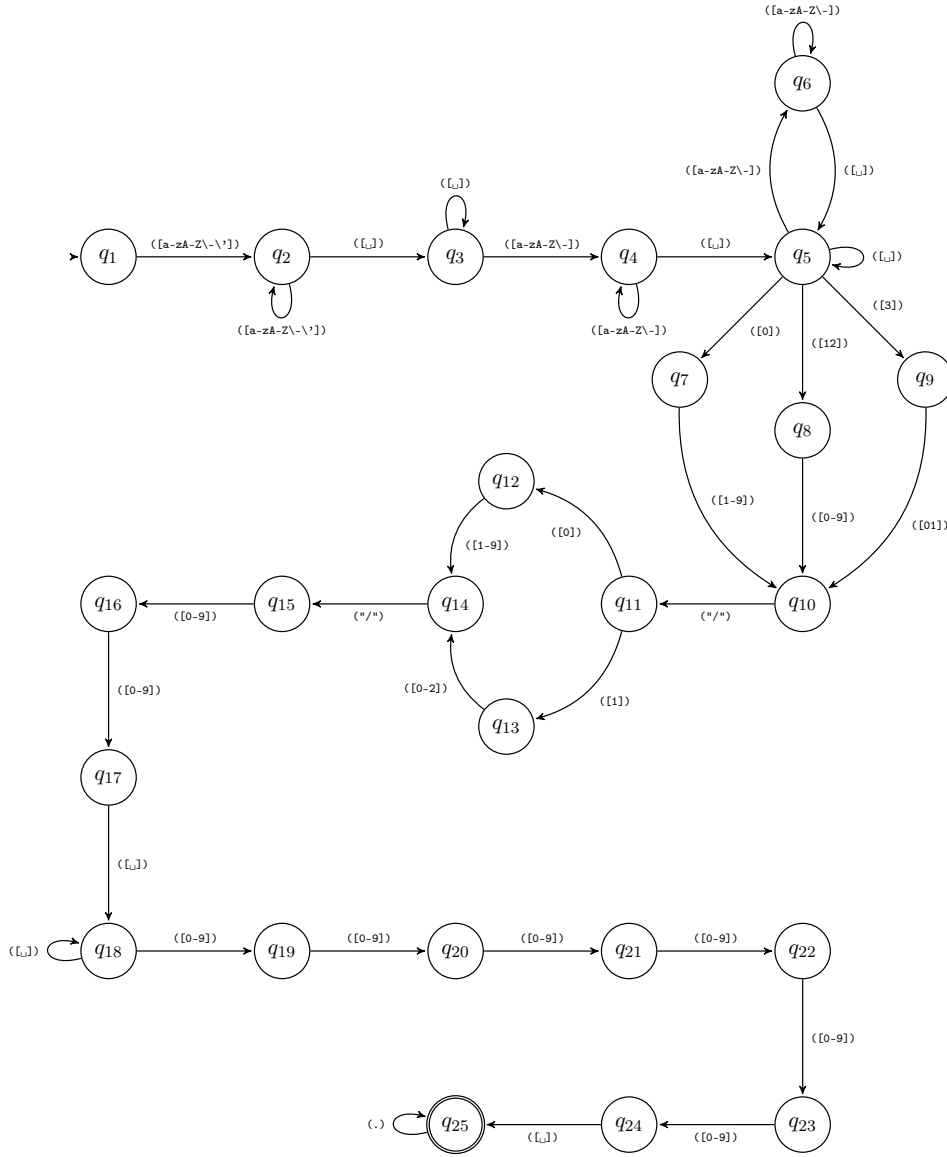 ([a-zA-Z\-])
q6
([a-zA-Z\-]) ([␣])
([␣])
q1 ([a-zA-Z\-\']) q2 ([␣]) q3 ([a-zA-Z\-]) q4 ([␣]) q5 ([␣])
([a-zA-Z\-\']) ([a-zA-Z\-])
([0]) ([12]) ([3])
q7 q8 q9
([1-9]) ([0-9]) ([01])
q12
([1-9]) ([0])
q16 ([0-9]) q15 ("/") q14 q11 ("/") q10
([0-2]) ([1])
q13
([0-9])
q17
([␣])
([␣]) q18 ([0-9]) q19 ([0-9]) q20 ([0-9]) q21 ([0-9]) q22
([0-9])
(.) q25 ([␣]) q24 ([0-9]) q23